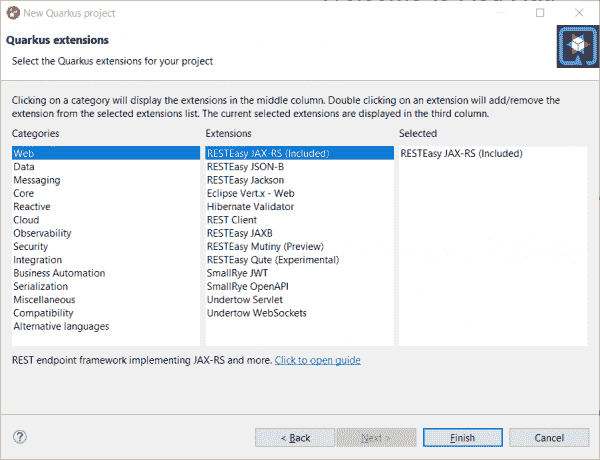 New Quarkus project
Quarkus extensions
Select the Quarkus extensions for your project
Clicking on a category will display the extensions in the middle column. Double clicking on an extension will add/remove the
extension from the selected extensions list. The current selected extensions are displayed in the third column.
Categories
Extensions
Selected
Web
Data
Messaging
Core
Reactive
Cloud
Observability
Security
Integration
Business Automation
Serialization
Miscellaneous
Compatibility
Alternative languages
RESTEasy JAX-RS (Included)
RESTEasy JSON-B
RESTEasy Jackson
Eclipse Vert.x - Web
Hibernate Validator
REST Client
RESTEasy JAXB
RESTEasy Mutiny (Preview)
RESTEasy Qute (Experimental)
SmallRye JWT
SmallRye OpenAPI
Undertow Servlet
Undertow WebSockets
RESTEasy JAX-RS (Included)
REST endpoint framework implementing JAX-RS and more. Click to open guide
?
< Back
Next >
Finish
Cancel